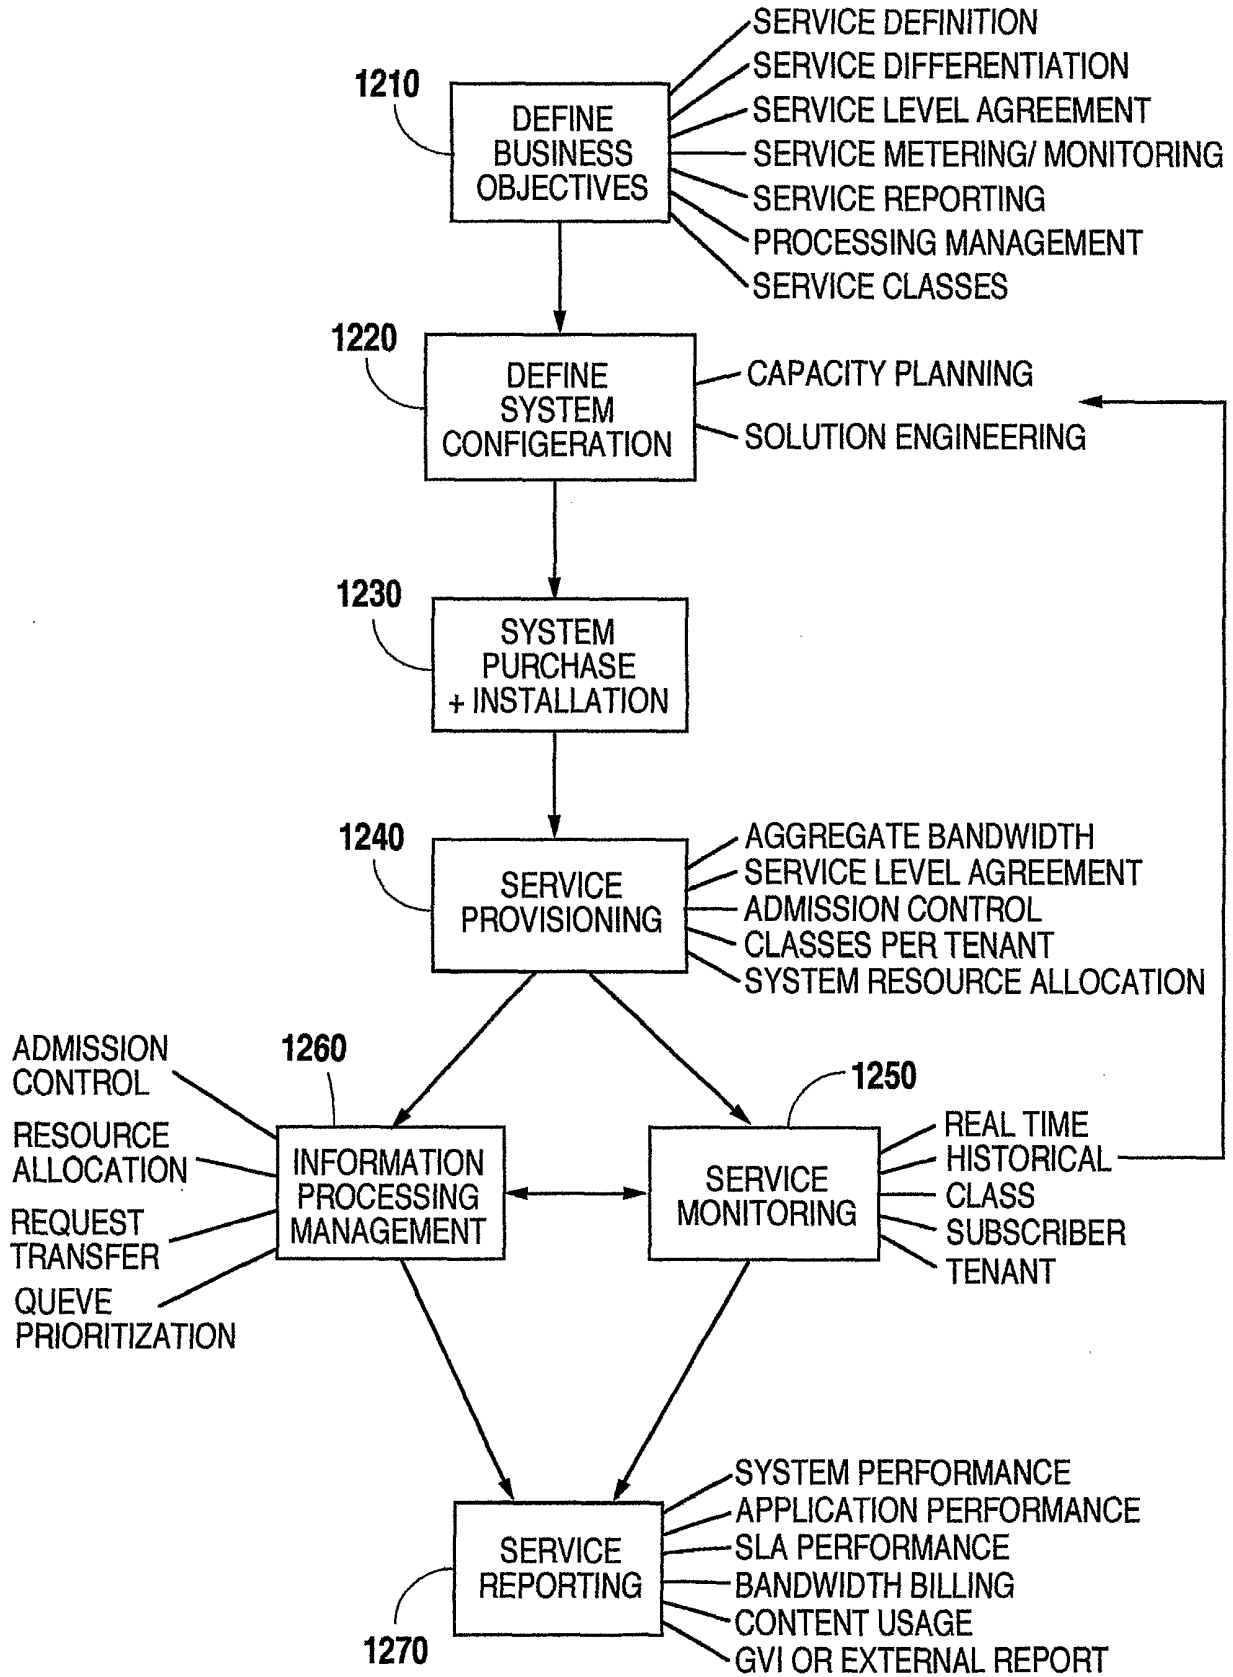 SERVICE DEFINITION
SERVICE DIFFERENTIATION
SERVICE LEVEL AGREEMENT
SERVICE METERING/ MONITORING
SERVICE REPORTING
PROCESSING MANAGEMENT
SERVICE CLASSES
1210
DEFINE
BUSINESS
OBJECTIVES
1220
DEFINE
SYSTEM
CONFIGERATION
CAPACITY PLANNING
SOLUTION ENGINEERING
1230
SYSTEM
PURCHASE
+ INSTALLATION
1240
SERVICE
PROVISIONING
AGGREGATE BANDWIDTH
SERVICE LEVEL AGREEMENT
ADMISSION CONTROL
CLASSES PER TENANT
SYSTEM RESOURCE ALLOCATION
ADMISSION
CONTROL
RESOURCE
ALLOCATION
REQUEST
TRANSFER
QUEVE
PRIORITIZATION
1260
INFORMATION
PROCESSING
MANAGEMENT
1250
SERVICE
MONITORING
REAL TIME
HISTORICAL
CLASS
SUBSCRIBER
TENANT
SERVICE
REPORTING
1270
SYSTEM PERFORMANCE
APPLICATION PERFORMANCE
SLA PERFORMANCE
BANDWIDTH BILLING
CONTENT USAGE
GVI OR EXTERNAL REPORT